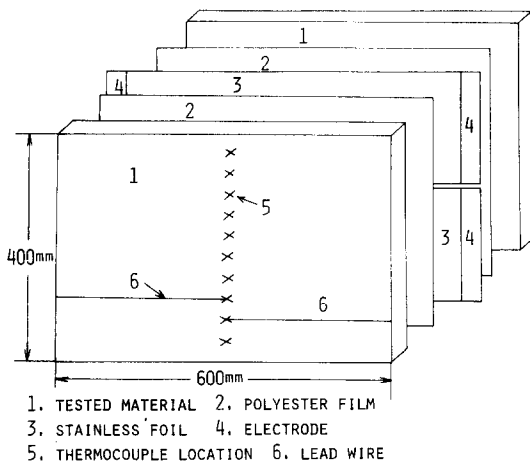 1
2
3
4
2
4
1
5
400mm
3 4
6
6
600mm
1. TESTED MATERIAL 2. POLYESTER FILM
3. STAINLESS FOIL 4. ELECTRODE
5. THERMOCOUPLE LOCATION 6. LEAD WIRE